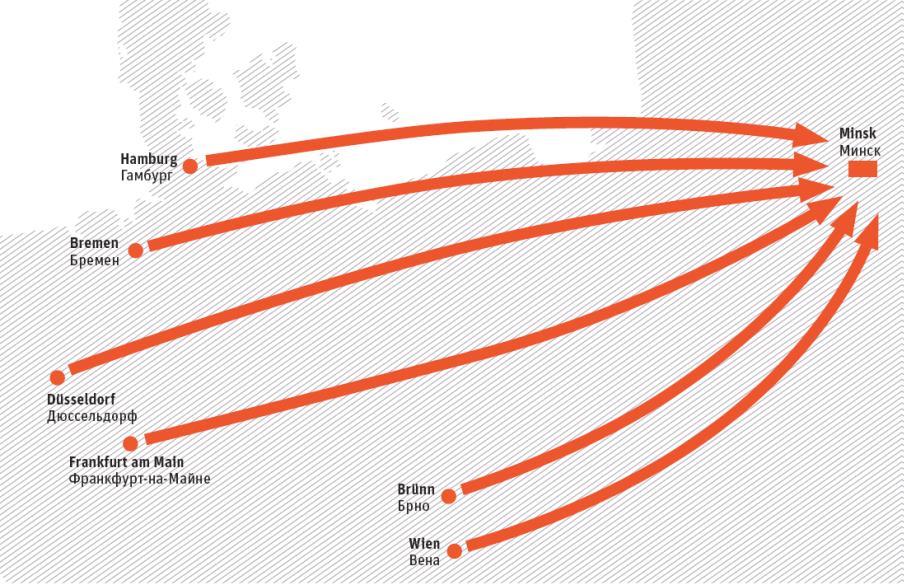 Minsk
Минск
Hamburg
Гамбург
Bremen
Бремен
Düsseldorf
Дюссельдорф
Frankfurt am Main
Франкфурт-на-Майне
Brünn
Брно
Wien
Вена